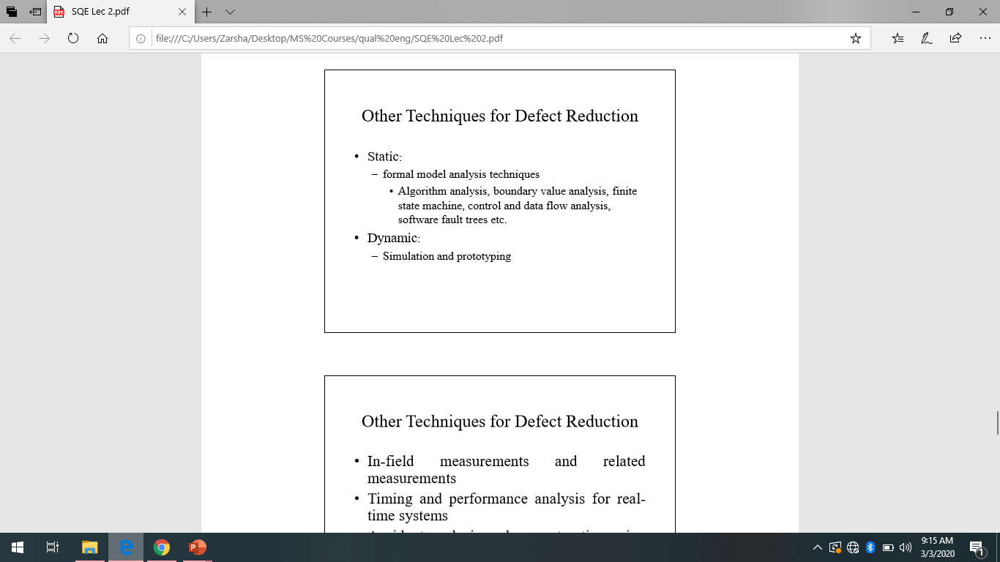 SQE Lec 2.pdf
file:///C:/Users/Zarsha/Desktop/MS%20Courses/qual%20eng/SQE%20Lec%202.pdf
Other Techniques for Defect Reduction
• Static:
– formal model analysis techniques
• Algorithm analysis, boundary value analysis, finite
state machine, control and data flow analysis,
software fault trees etc.
• Dynamic:
– Simulation and prototyping
Other Techniques for Defect Reduction
• In-field measurements and related
measurements
• Timing and performance analysis for real-
time systems
9:15 AM
3/3/2020
1